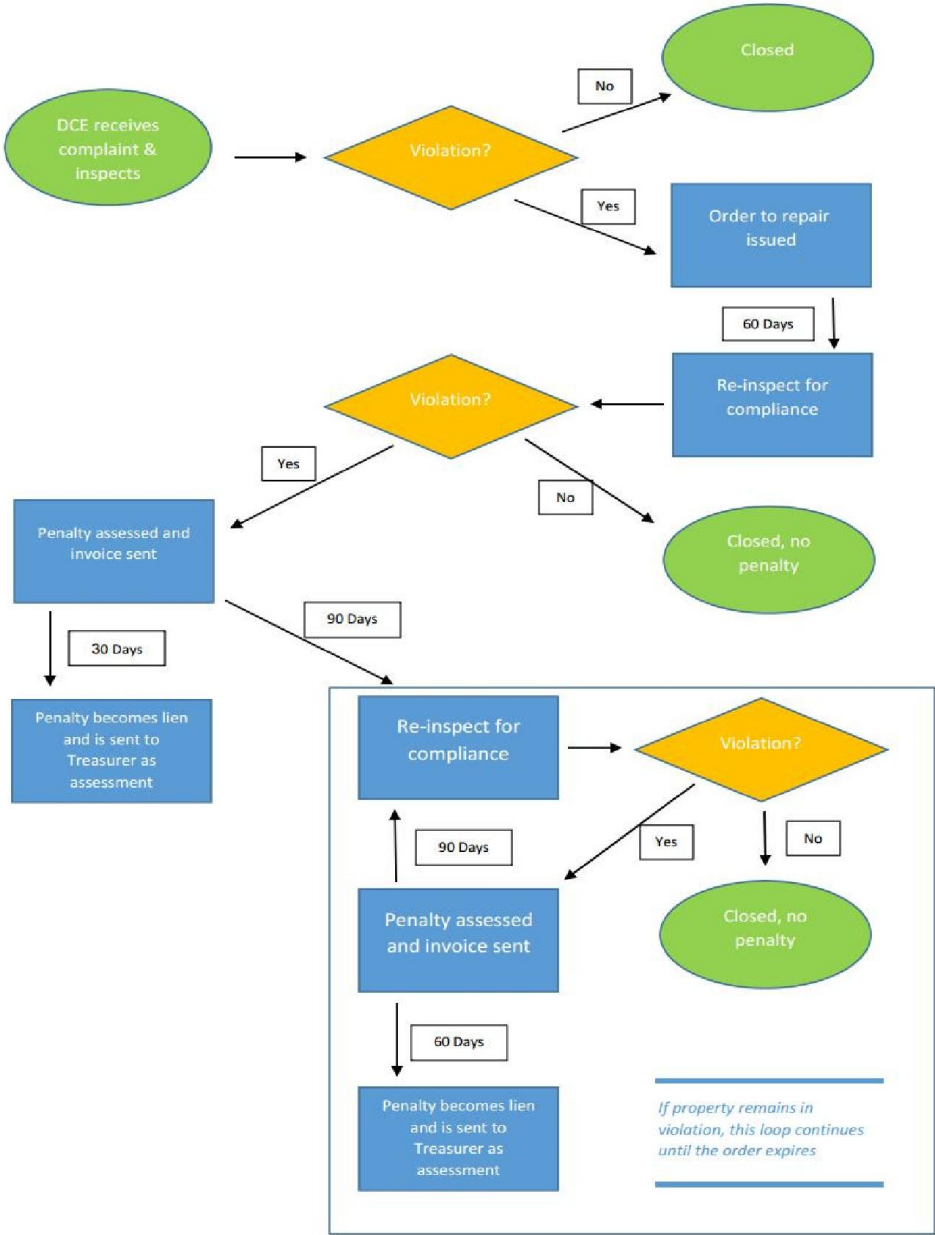 Closed
No
DCE receives
complaint &
inspects
Violation?
Yes
Order to repair
issued
60 Days
Re-inspect for
compliance
Violation?
Yes
No
Penalty assessed and
invoice sent
Closed, no
penalty
90 Days
30 Days
Penalty becomes lien
and is sent to
Treasurer as
assessment
Re-inspect for
compliance
Violation?
90 Days
Yes
No
Penalty assessed
and invoice sent
Closed, no
penalty
60 Days
Penalty becomes lien
and is sent to
Treasurer as
assessment
If property remains in
violation, this loop continues
until the order expires